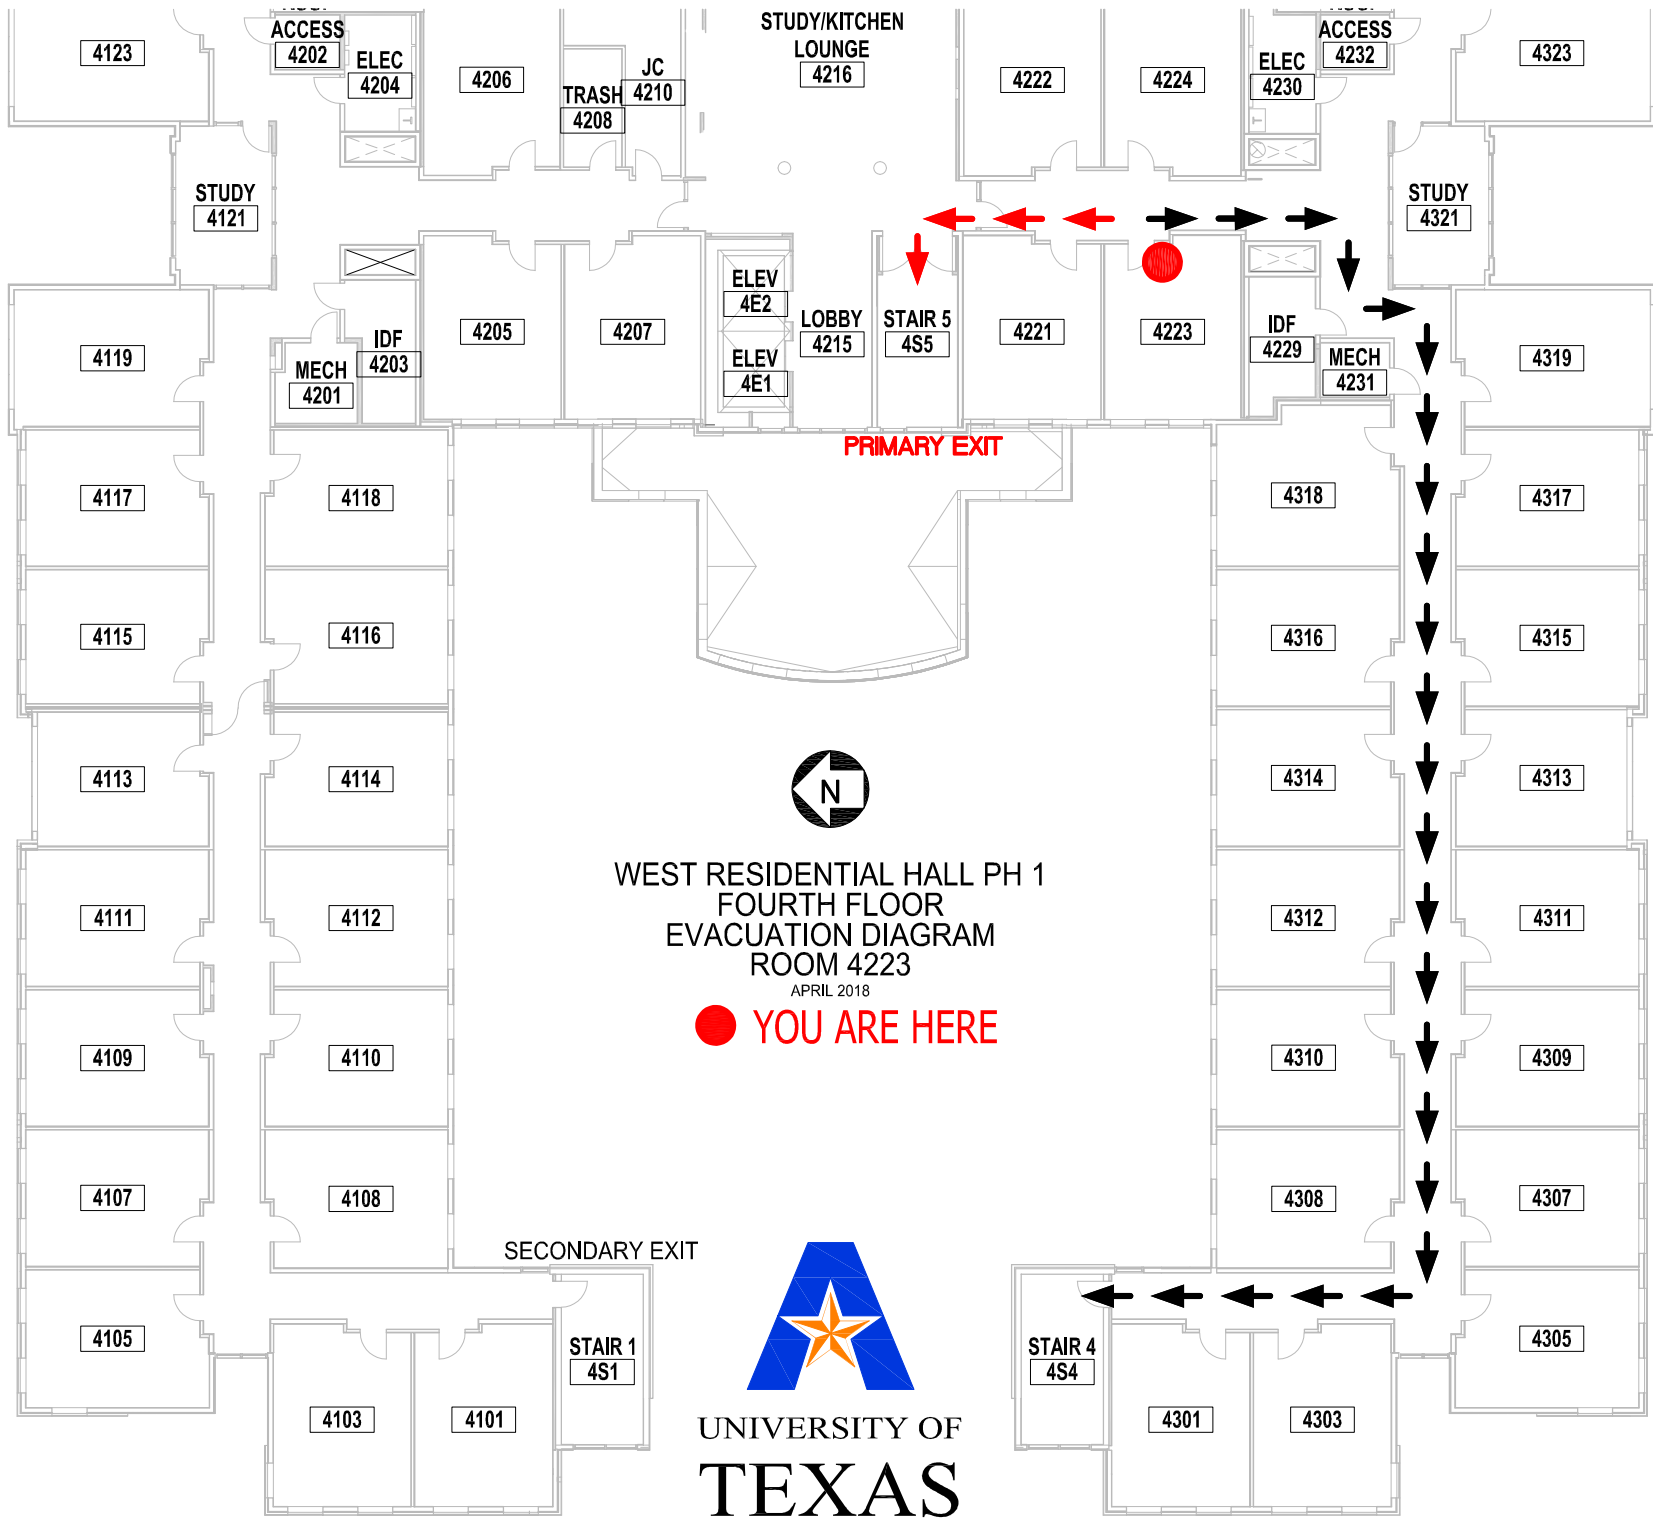 STUDY/KITCHEN
LOUNGE
4216
ACCESS
4202
ACCESS
4232
4123
ELEC
4204
4206
JC
4210
TRASH
4208
4222
4224
ELEC
4230
4323
STUDY
4121
STUDY
4321
ELEV
4E2
ELEV
4E1
LOBBY
4215
STAIR 5
4S5
4205
4207
4221
4223
IDF
4203
IDF
4229
MECH
4201
MECH
4231
4119
4319
PRIMARY EXIT
4117
4118
4318
4317
4115
4116
4316
4315
4113
4114
N
4314
4313
WEST RESIDENTIAL HALL PH 1
FOURTH FLOOR
EVACUATION DIAGRAM
ROOM 4223
APRIL 2018
YOU ARE HERE
4111
4112
4312
4311
4109
4110
4310
4309
4107
4108
4308
4307
SECONDARY EXIT
4105
STAIR 1
4S1
STAIR 4
4S4
4305
4103
4101
4301
4303
UNIVERSITY OF
TEXAS